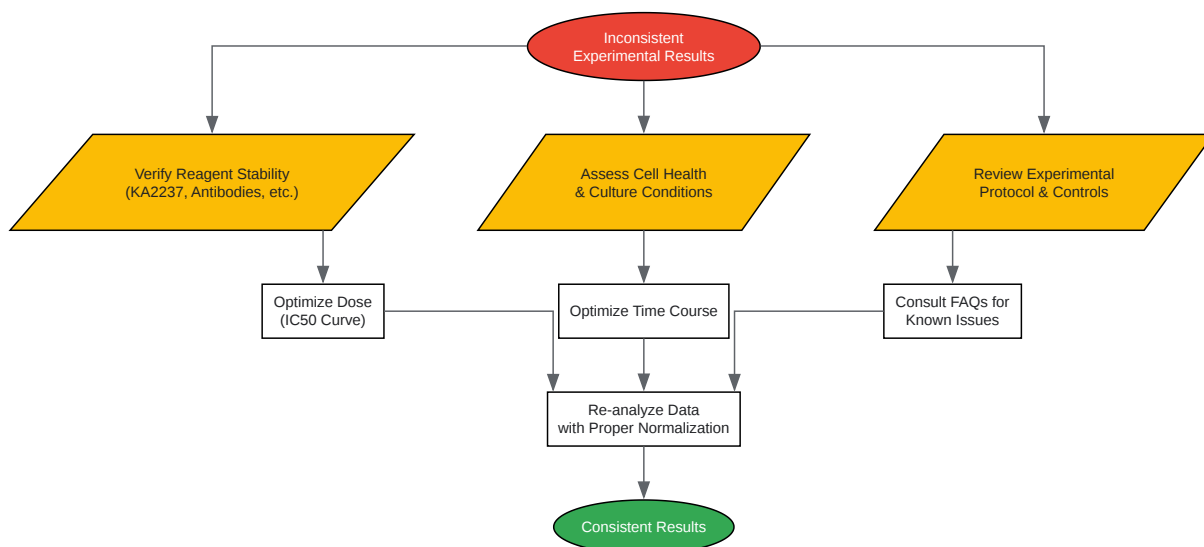 Inconsistent
Experimental Results
Verify Reagent Stability
(KA2237, Antibodies, etc.)
Assess Cell Health
& Culture Conditions
Review Experimental
Protocol & Controls
Optimize Dose
(IC50 Curve)
Optimize Time Course
Consult FAQs for
Known Issues
Re-analyze Data
with Proper Normalization
Consistent Results